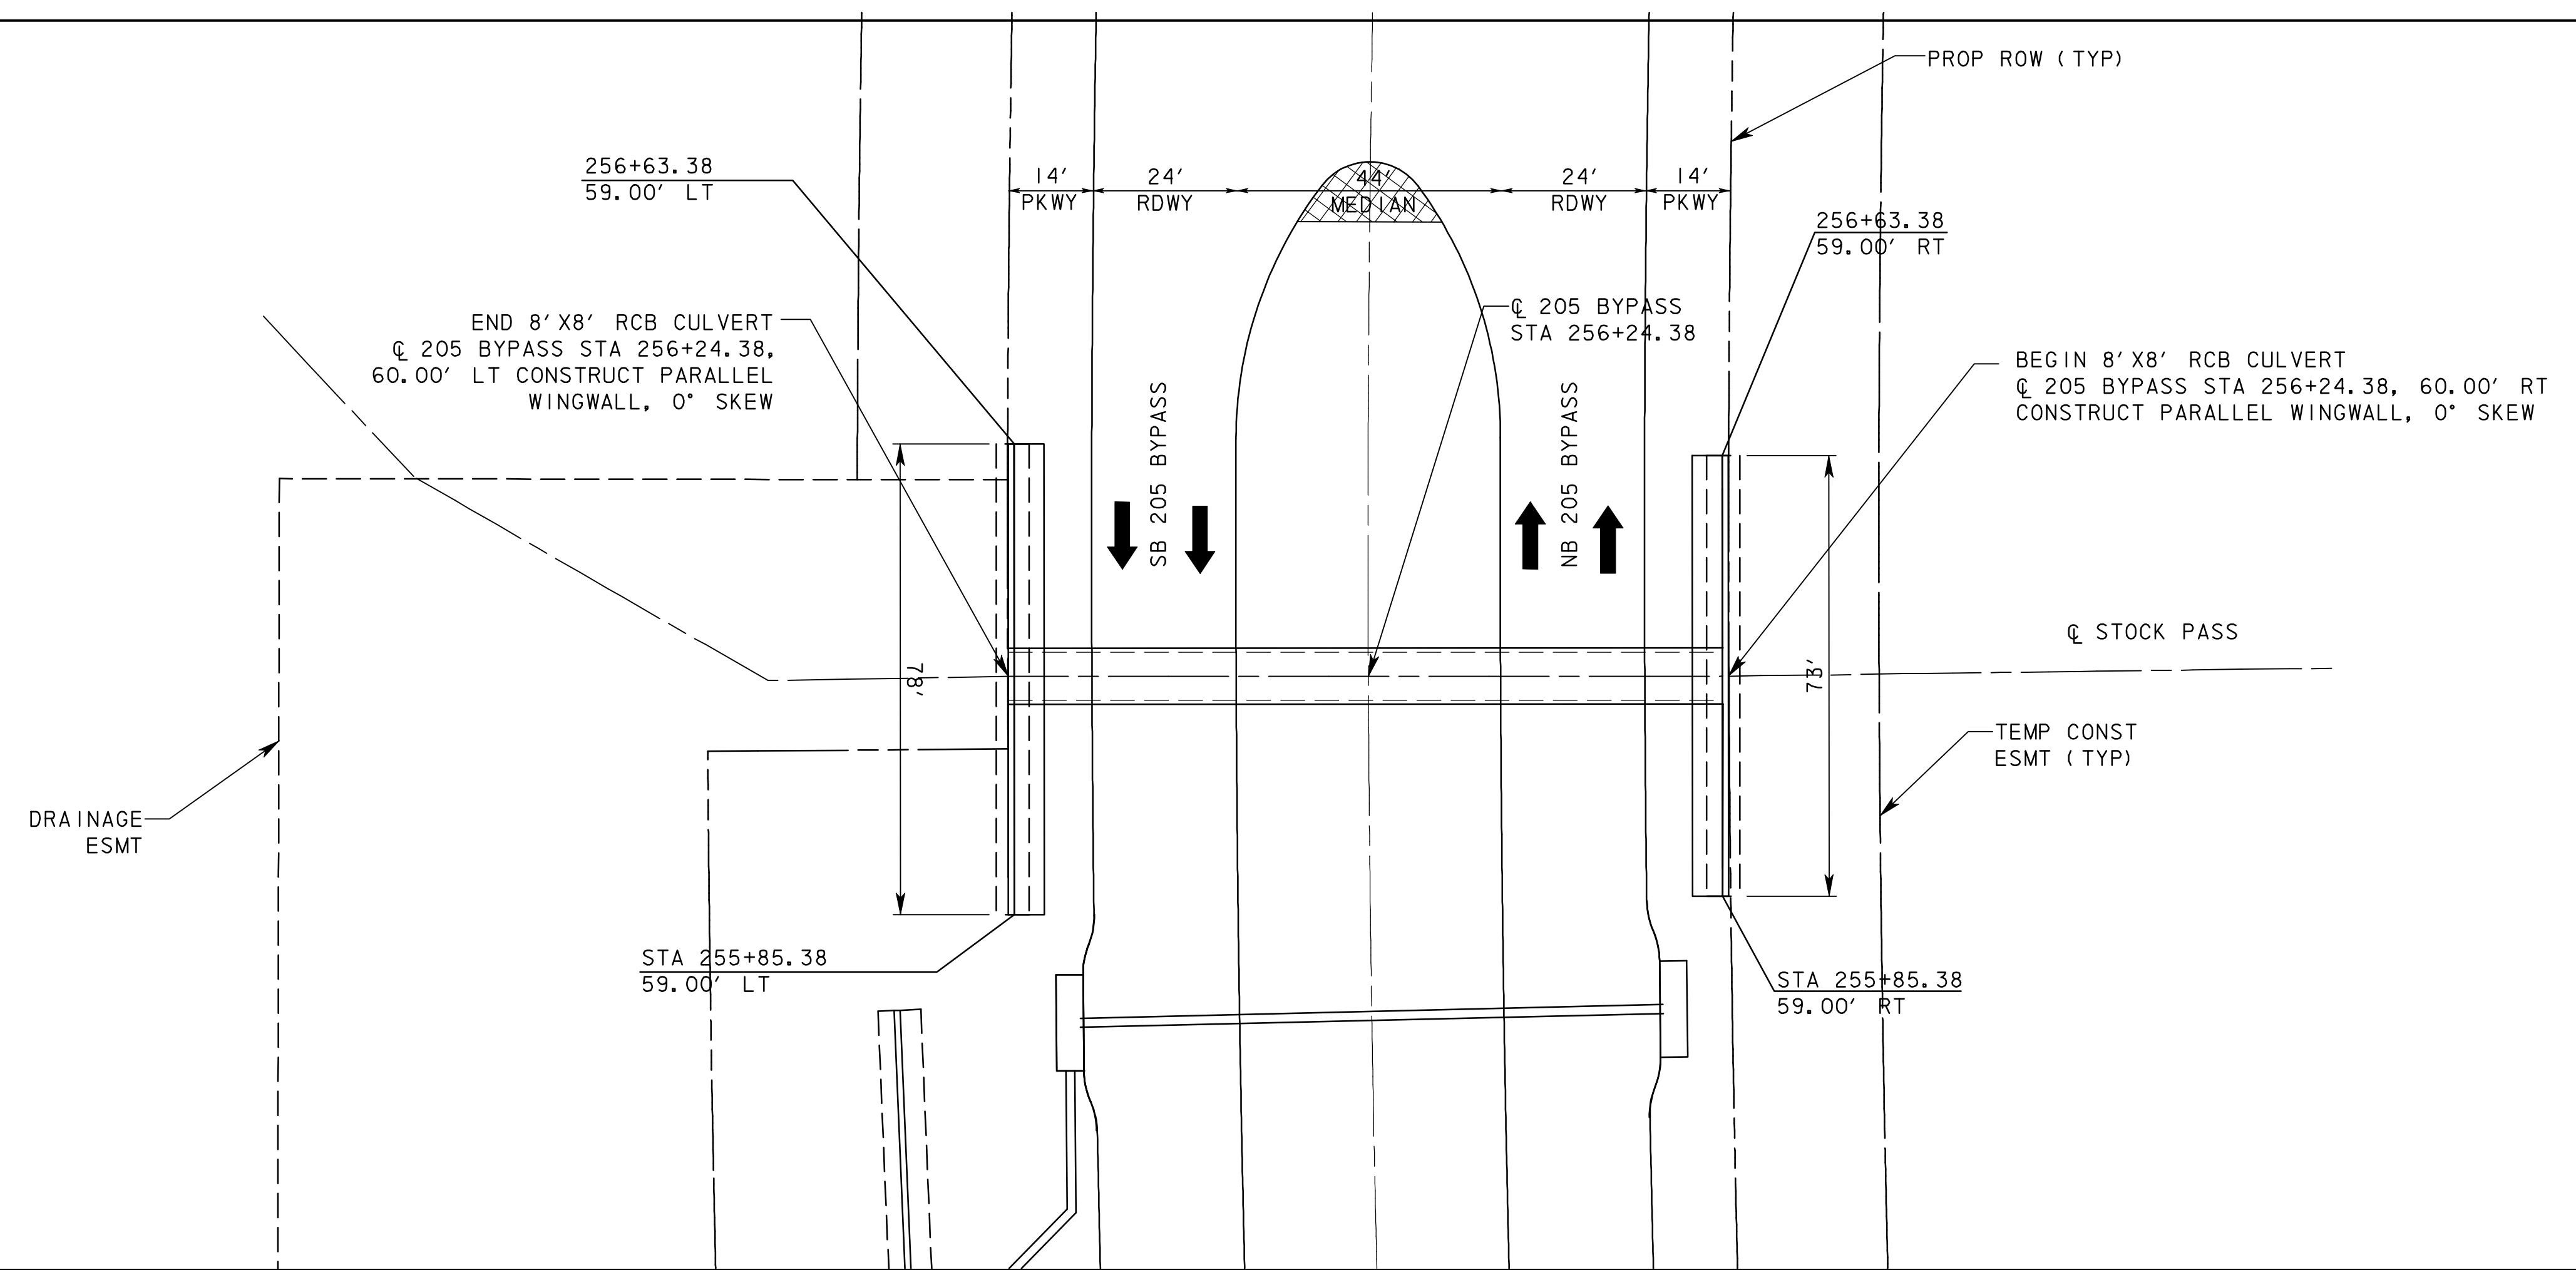 PROP ROW (TYP)
256+63.38
59.00' LT
14'
PKWY
24'
RDWY
44'
MEDIAN
24'
RDWY
14'
PKWY
256+63.38
59.00' RT
END 8'X8' RCB CULVERT
℄ 205 BYPASS STA 256+24.38,
60.00' LT CONSTRUCT PARALLEL
WINGWALL, 0° SKEW
℄ 205 BYPASS
STA 256+24.38
BEGIN 8'X8' RCB CULVERT
℄ 205 BYPASS STA 256+24.38, 60.00' RT
CONSTRUCT PARALLEL WINGWALL, 0° SKEW
SB 205 BYPASS
NB 205 BYPASS
℄ STOCK PASS
78'
73'
TEMP CONST
ESMT (TYP)
DRAINAGE
ESMT
STA 255+85.38
59.00' LT
STA 255+85.38
59.00' RT